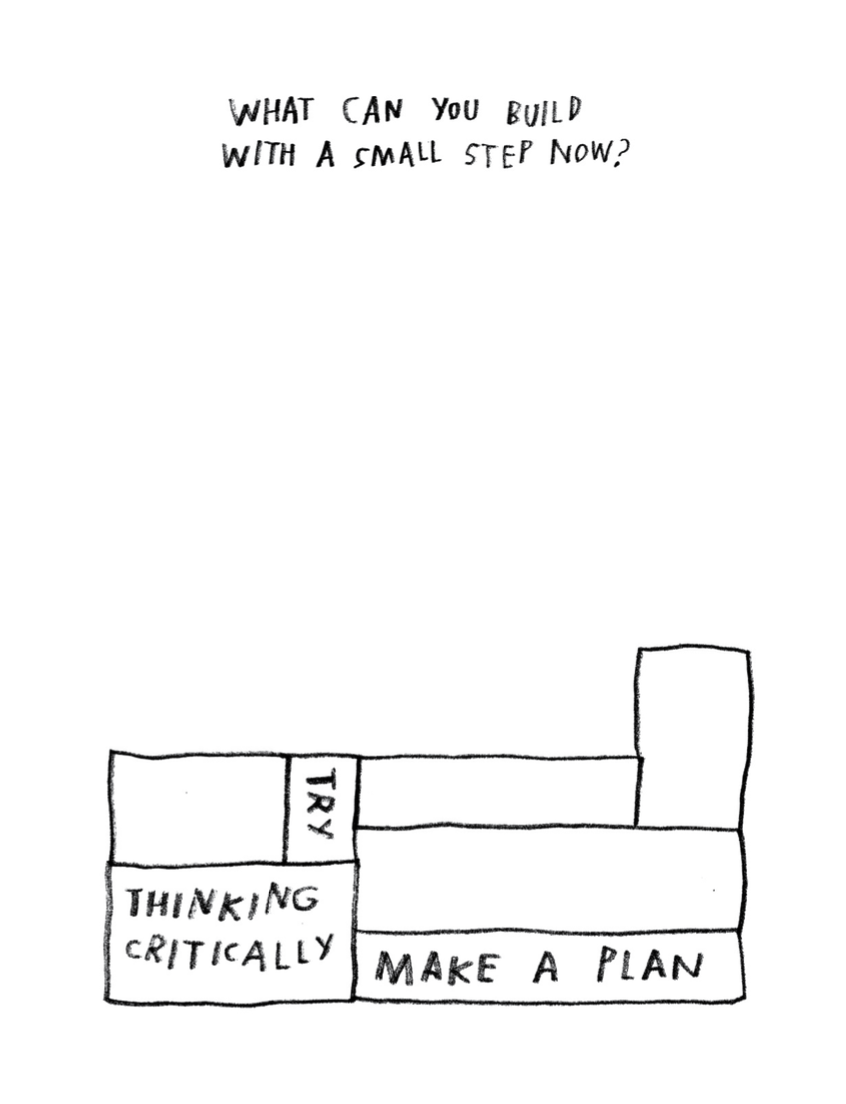 WHAT CAN YOU BUILD
WITH A SMALL STEP NOW?
TRY
THINKING
CRITICALLY
MAKE A PLAN